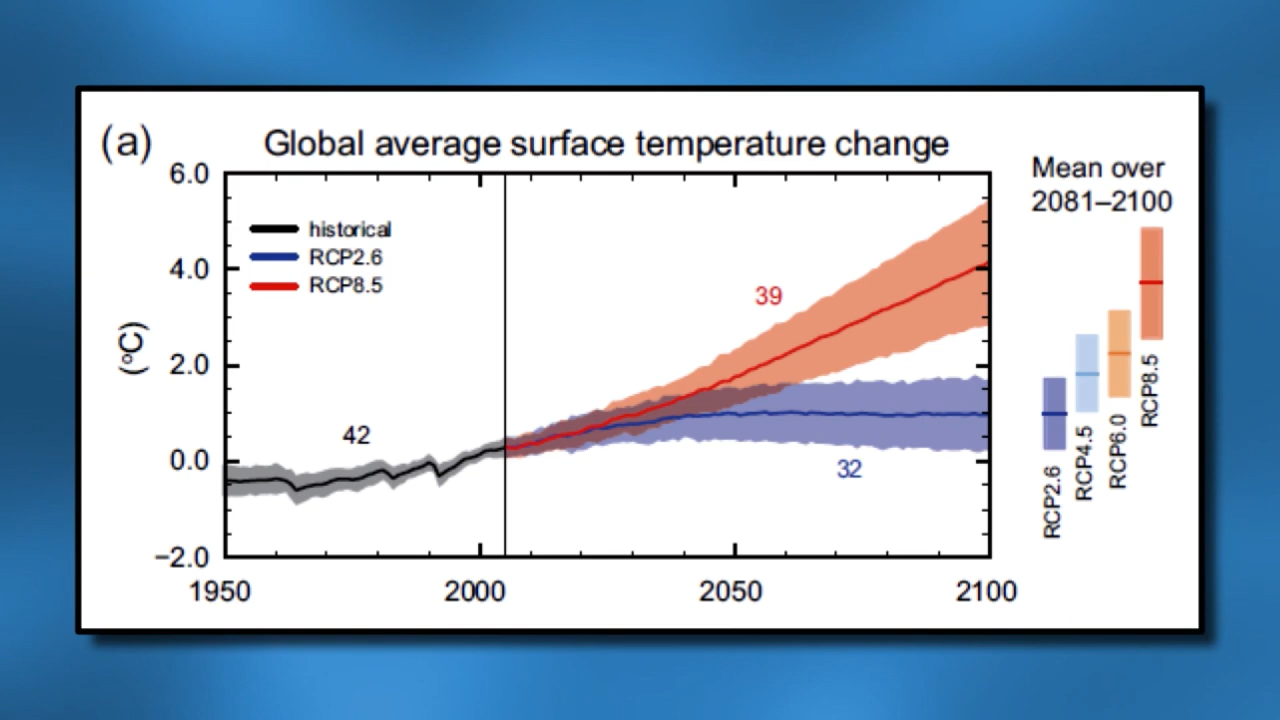 (a)
Global average surface temperature change
6.0
4.0
2.0
0.0
−2.0
(°C)
historical
RCP2.6
RCP8.5
42
39
32
1950
2000
2050
2100
Mean over
2081–2100
RCP2.6
RCP4.5
RCP6.0
RCP8.5